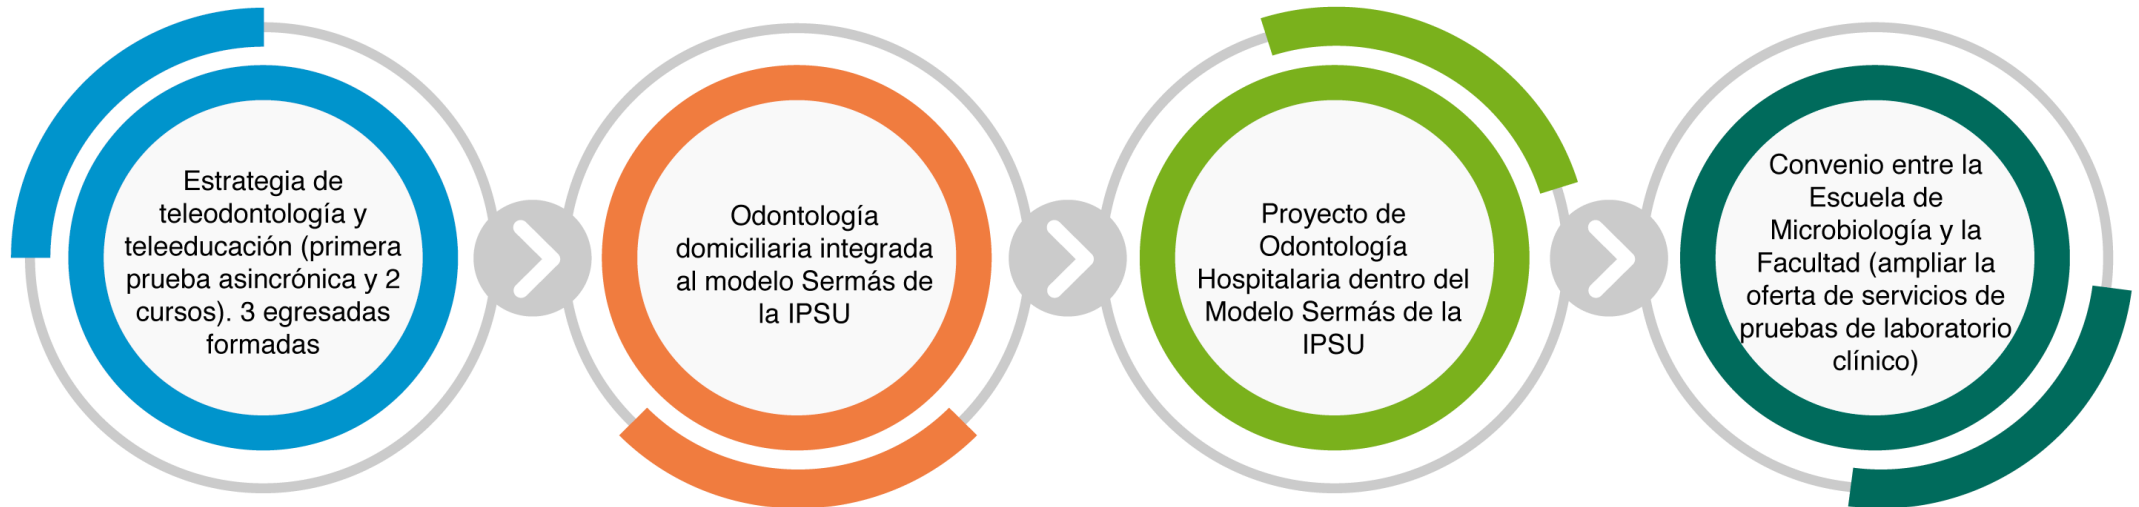 Estrategia de
teleodontología y
teleeducación (primera
prueba asincrónica y 2
cursos). 3 egresadas
formadas
Odontología
domiciliaria integrada
al modelo Sermás de
la IPSU
Proyecto de
Odontología
Hospitalaria dentro del
Modelo Sermás de la
IPSU
Convenio entre la
Escuela de
Microbiología y la
Facultad (ampliar la
oferta de servicios de
pruebas de laboratorio
clínico)